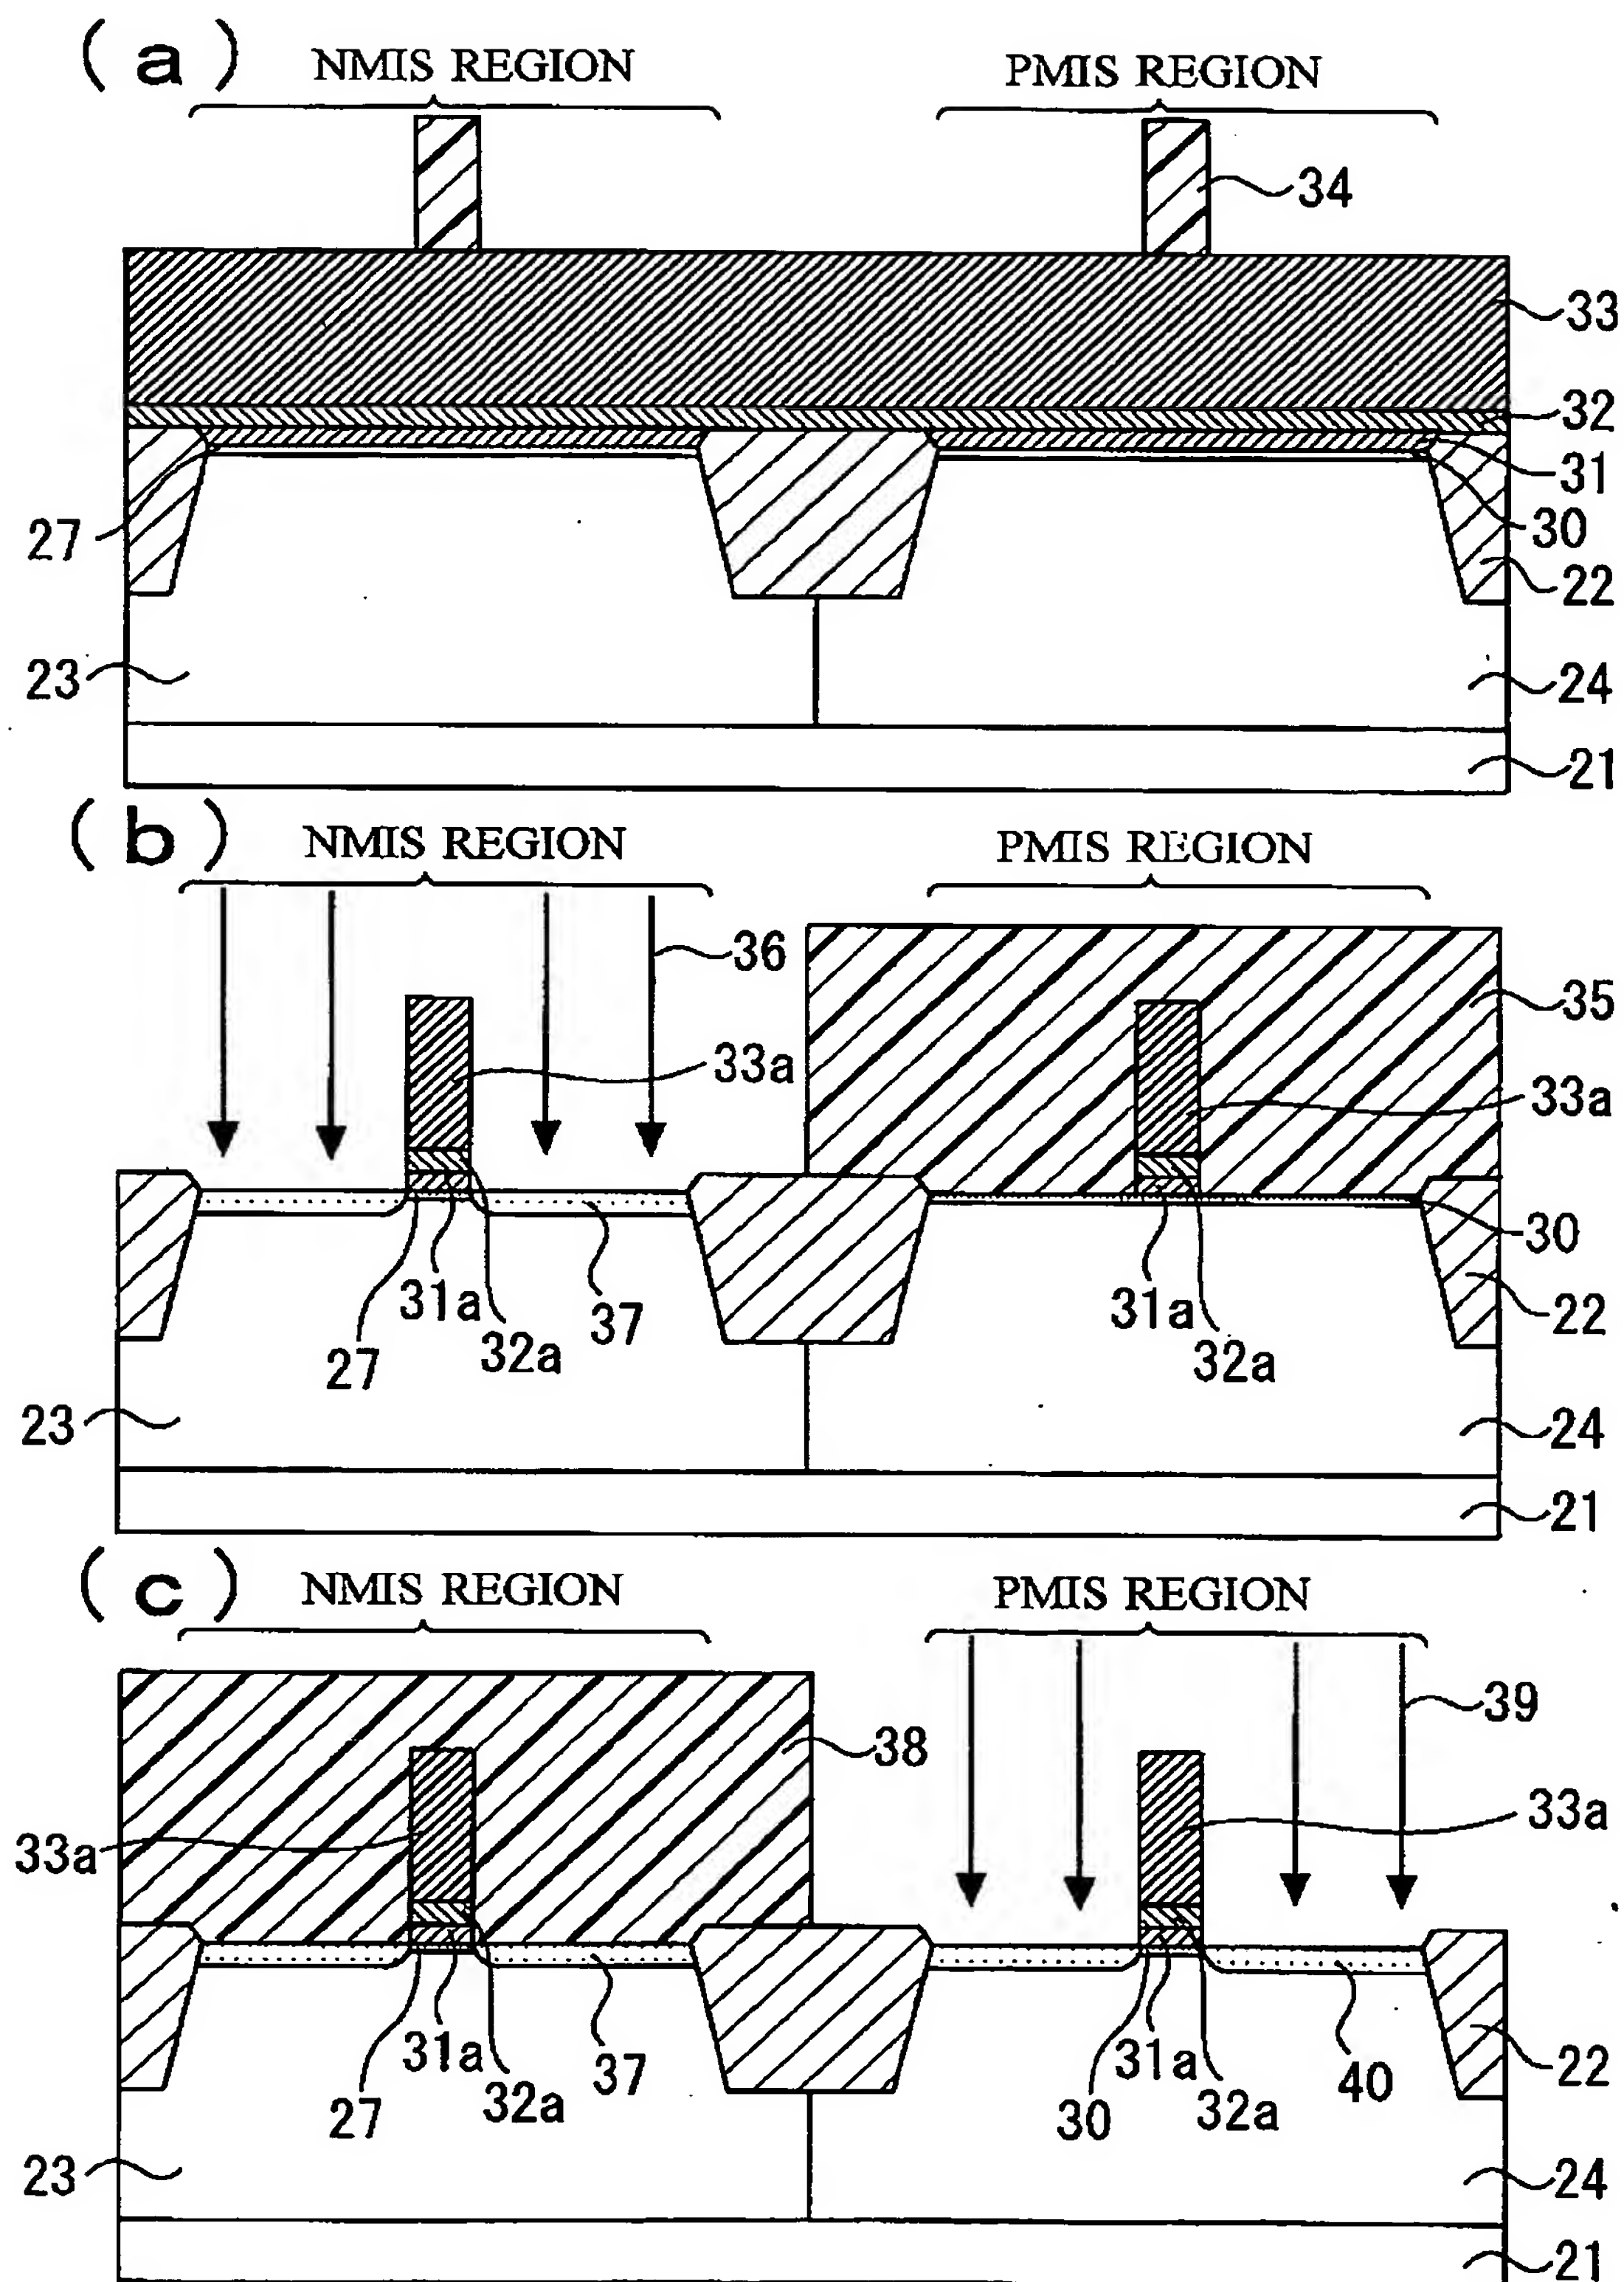 (a)
NMIS REGION
PMIS REGION
34
33
32
31
30
27
22
23
24
21
(b)
NMIS REGION
PMIS REGION
36
35
33a
33a
30
31a
37
31a
22
27
32a
32a
23
24
21
(c)
NMIS REGION
PMIS REGION
39
38
33a
33a
31a
37
31a
40
22
27
32a
30
32a
23
24
21